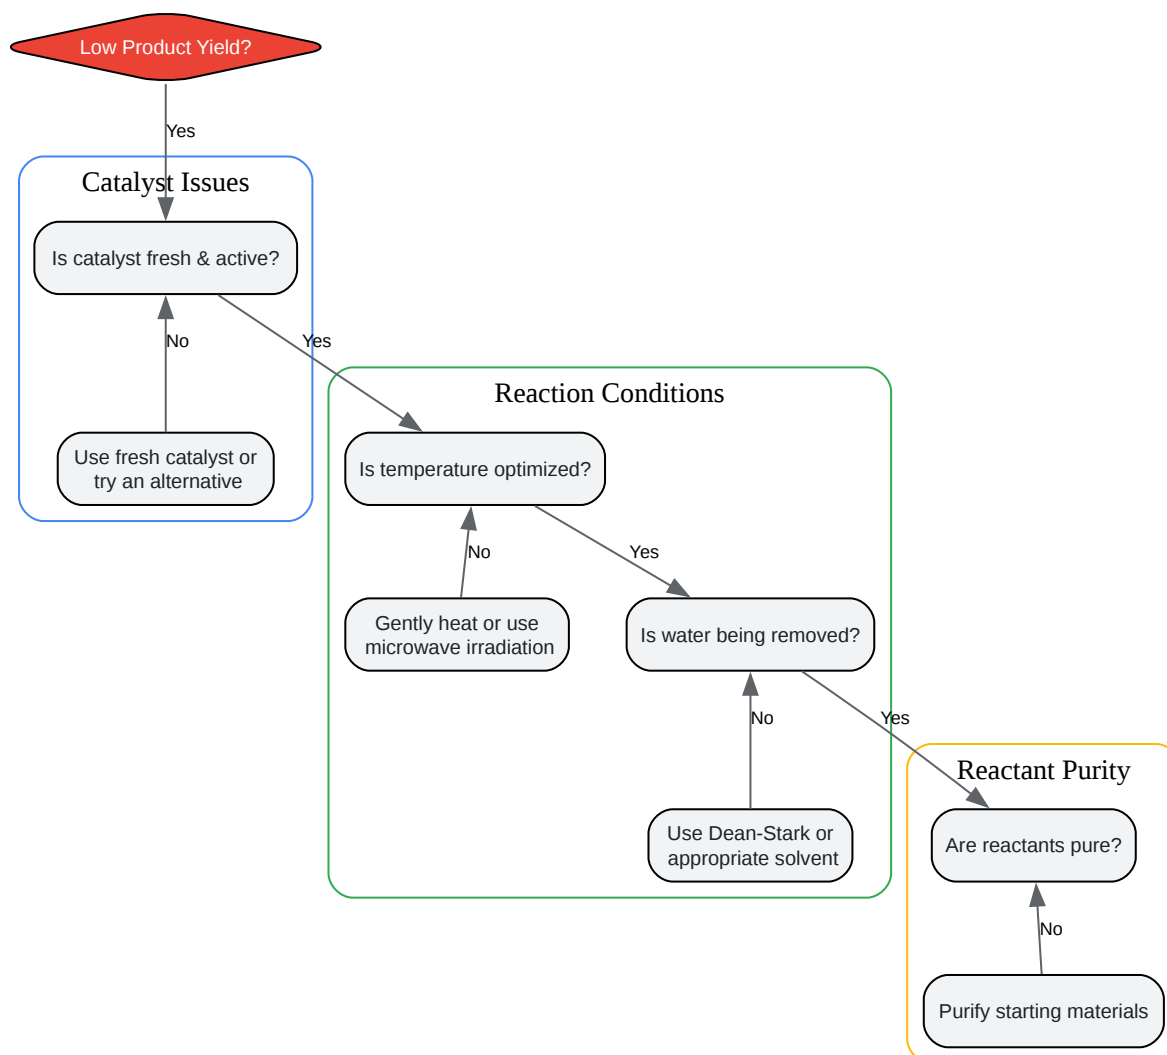 Low Product Yield?
Yes
Catalyst Issues
Is catalyst fresh & active?
No
Yes
Use fresh catalyst or
try an alternative
Reaction Conditions
Is temperature optimized?
No
Yes
Gently heat or use
microwave irradiation
Is water being removed?
No
Yes
Use Dean-Stark or
appropriate solvent
Reactant Purity
Are reactants pure?
No
Purify starting materials